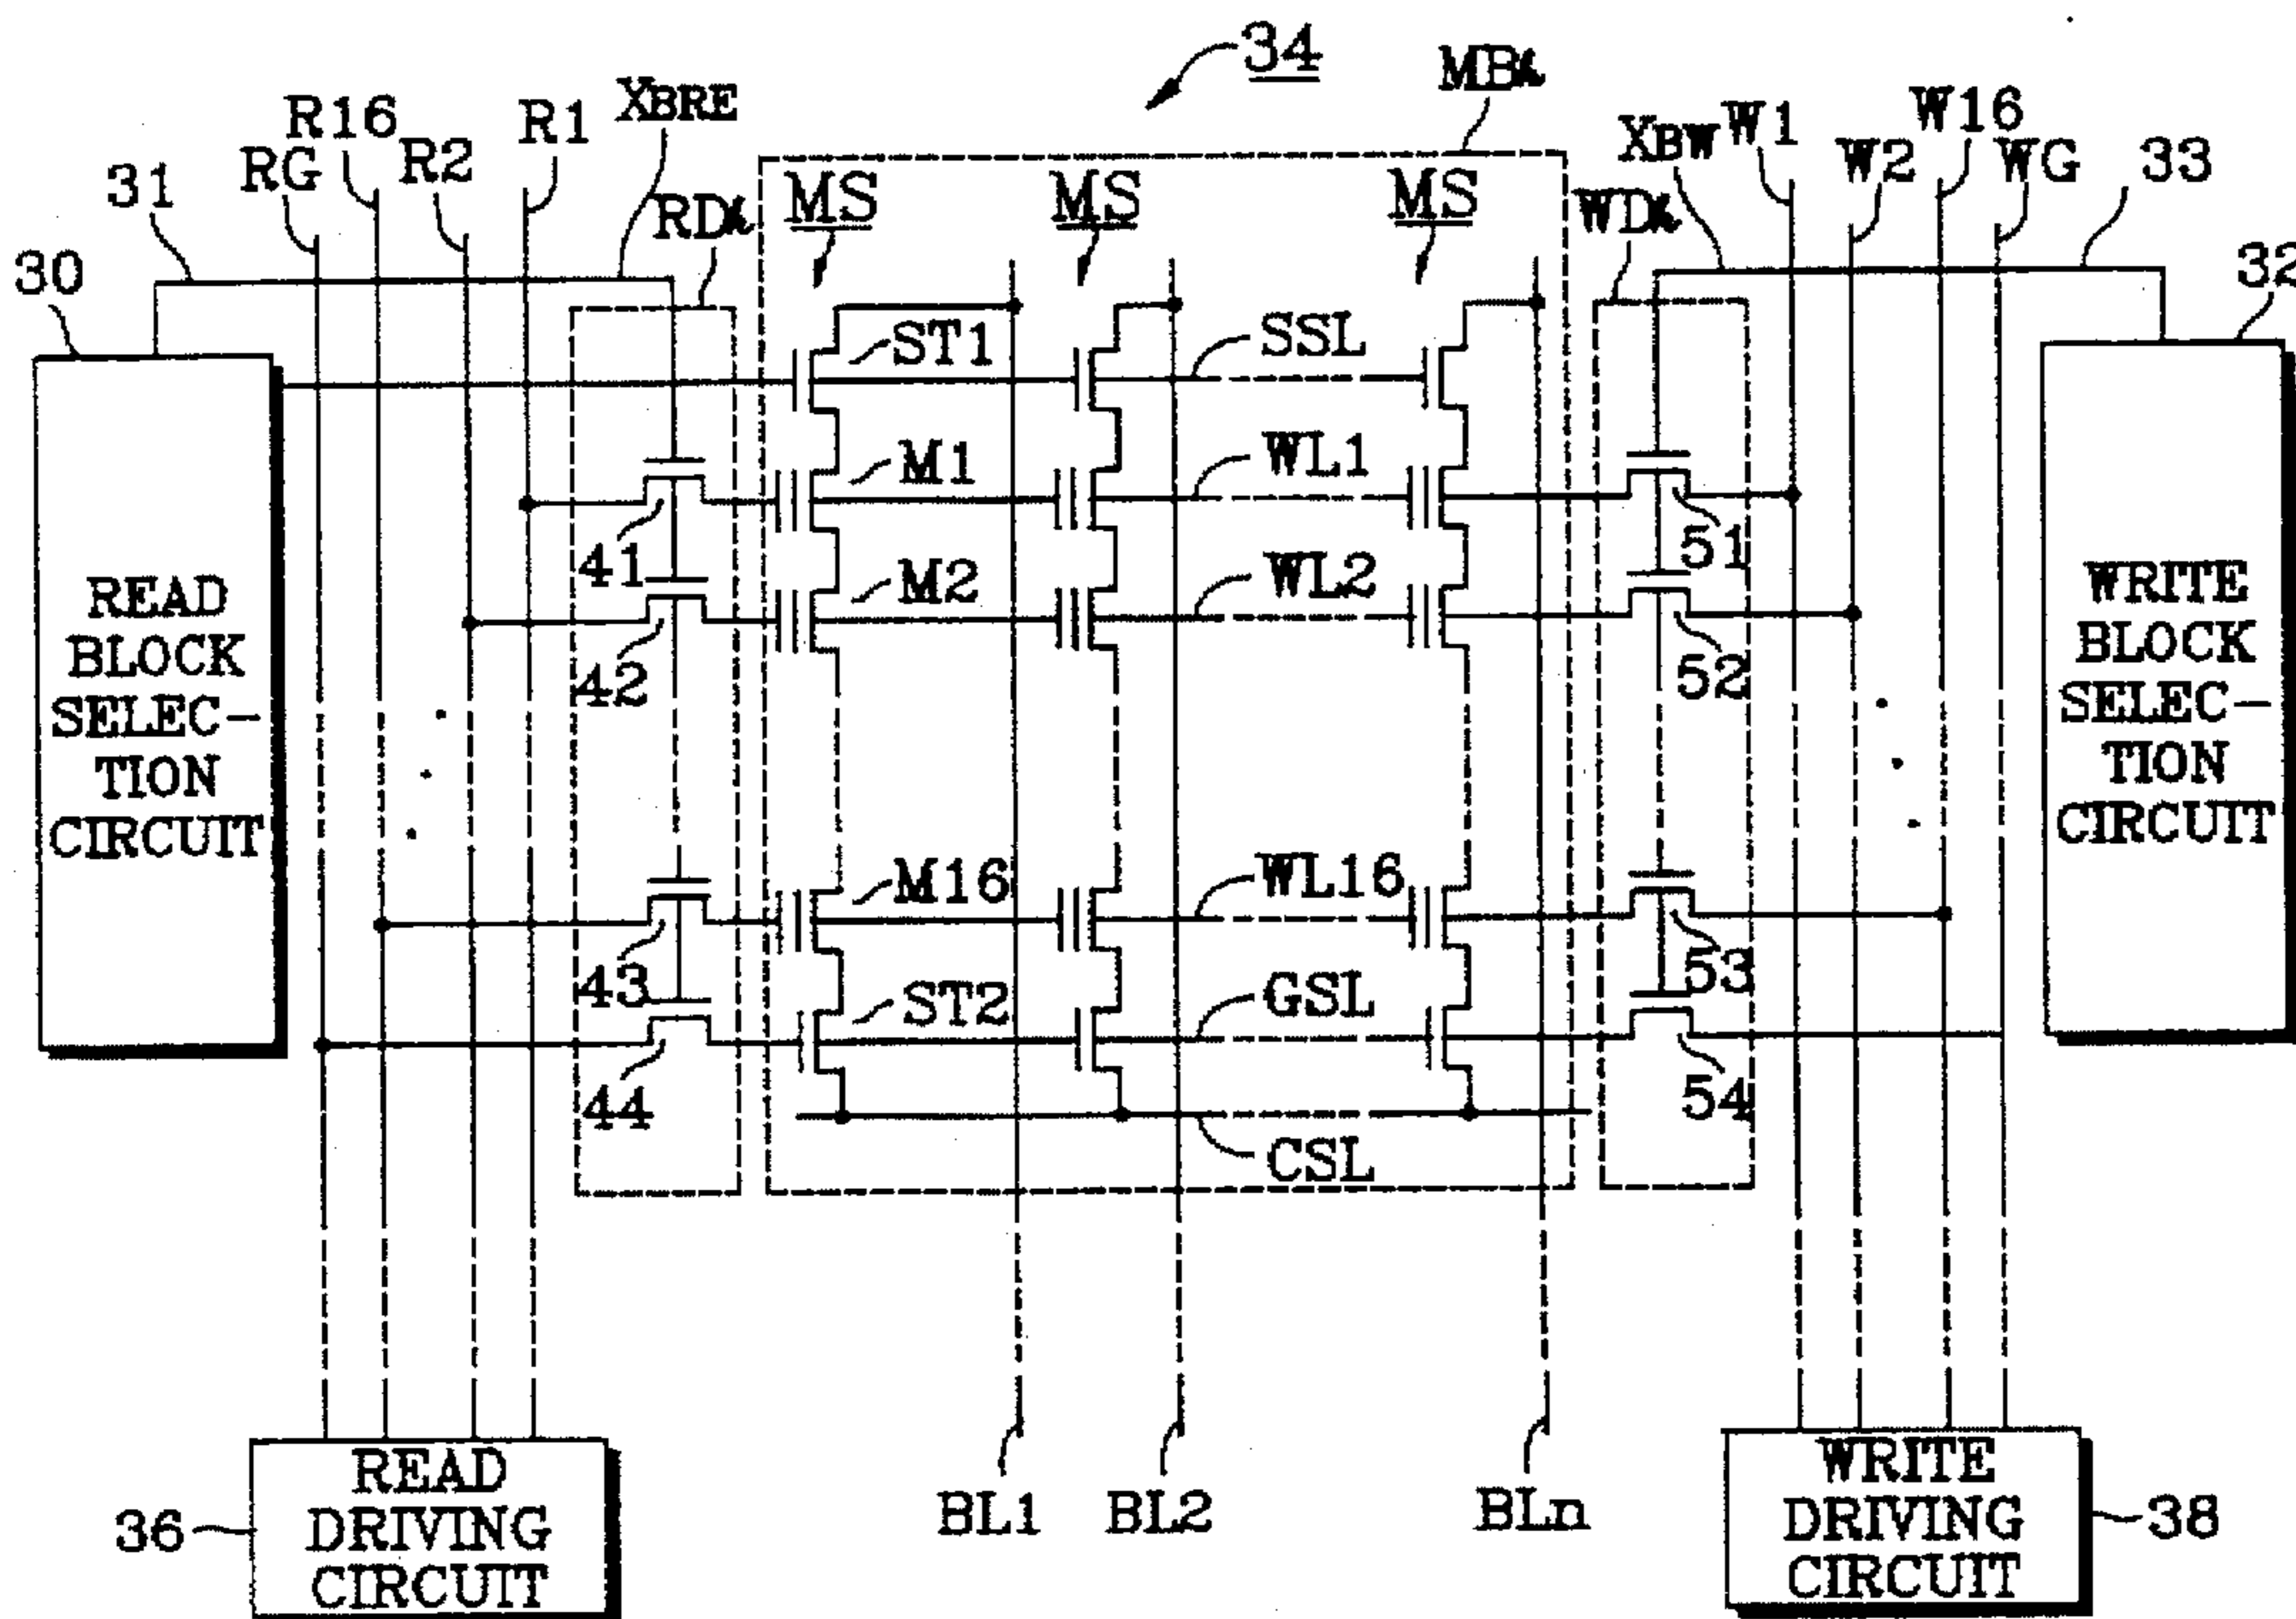 34
MBk
XBRE
R1
R16
R2
RG
31
30
RDk
MS
MS
MS
WDk
XBW
W1
W16
W2
WG
33
32
ST1
SSL
M1
WL1
41
51
M2
WL2
42
52
READ
BLOCK
SELEC-
TION
CIRCUIT
WRITE
BLOCK
SELEC-
TION
CIRCUIT
M16
WL16
43
53
ST2
GSL
44
54
CSL
BL1
BL2
BLn
36
READ
DRIVING
CIRCUIT
WRITE
DRIVING
CIRCUIT
38